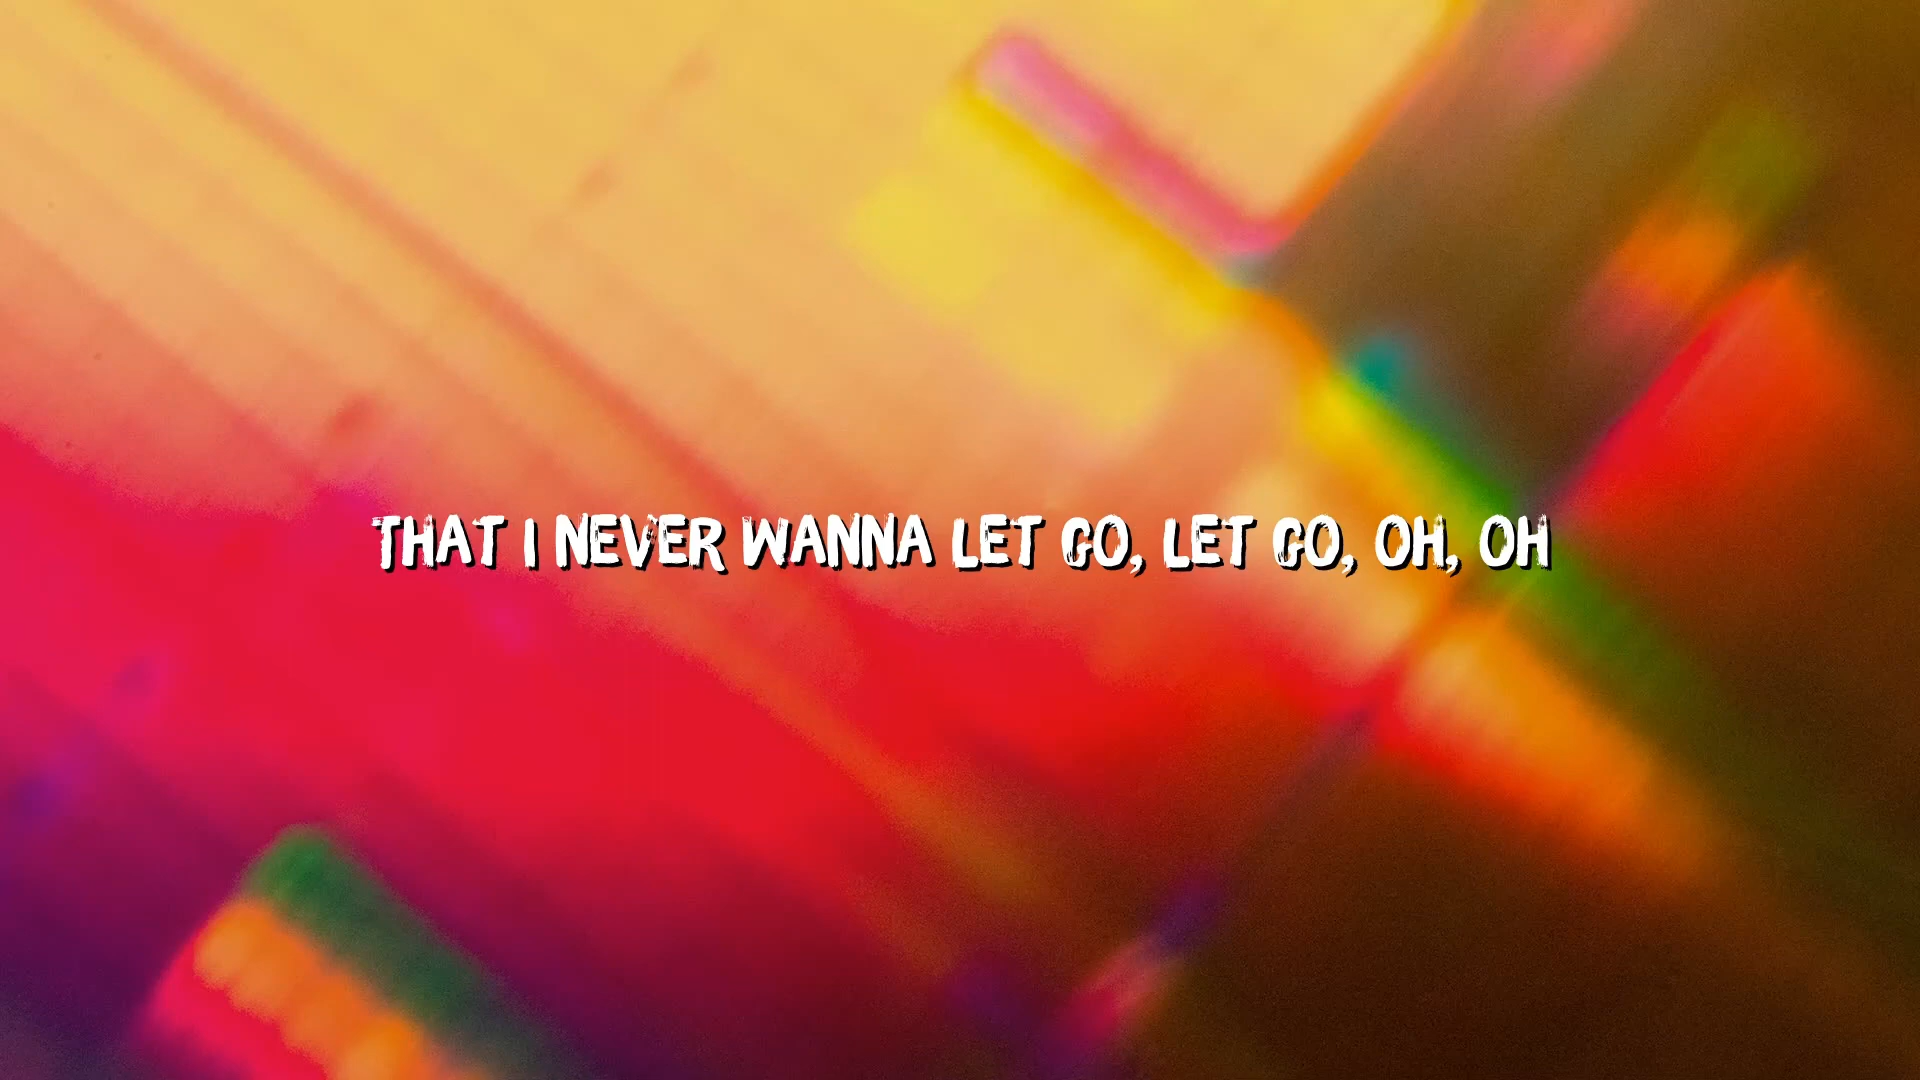 THAT I NEVER WANNA LET GO, LET GO, OH, OH